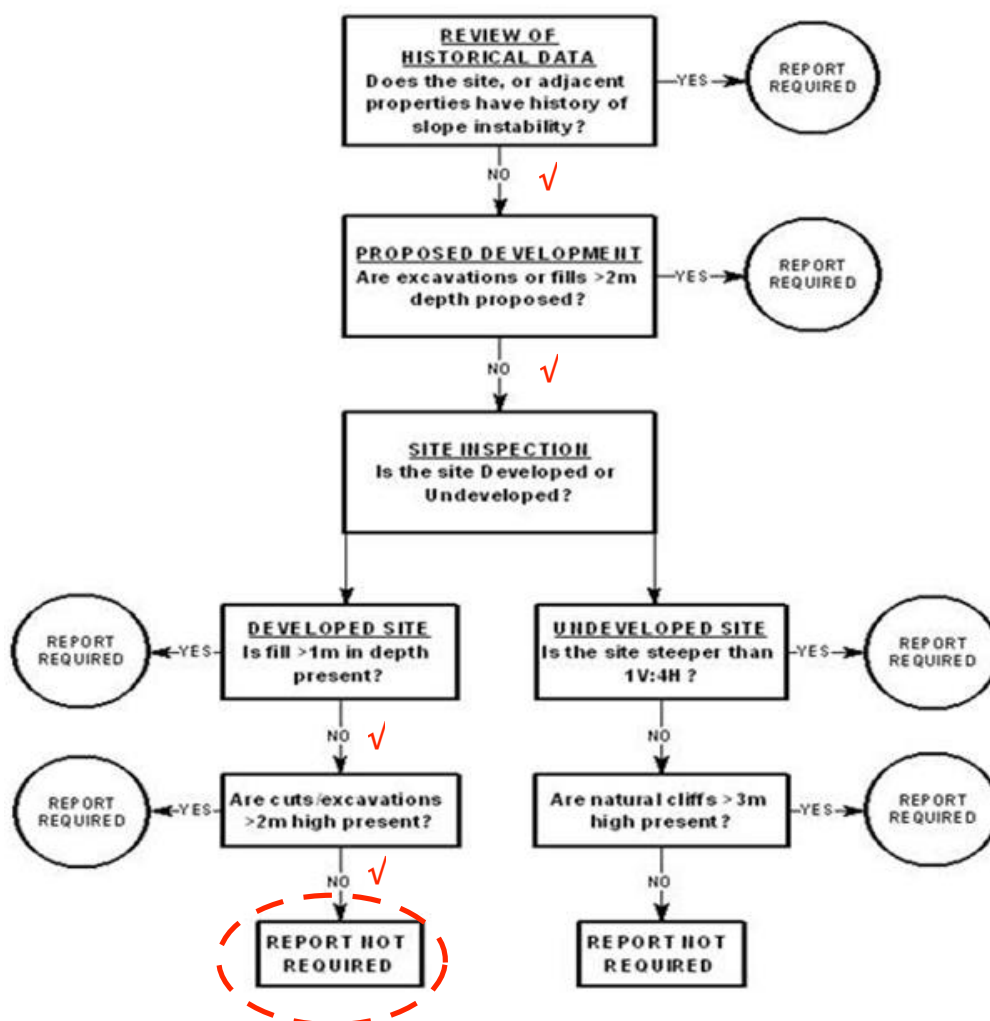 REVIEW OF
HISTORICAL DATA
Does the site, or adjacent
properties have history of
slope instability?
YES
REPORT
REQUIRED
NO √
PROPOSED DEVELOPMENT
Are excavations or fills >2m
depth proposed?
YES
REPORT
REQUIRED
NO √
SITE INSPECTION
Is the site Developed or
Undeveloped?
REPORT
REQUIRED
YES
DEVELOPED SITE
Is fill >1m in depth
present?
UNDEVELOPED SITE
Is the site steeper than
1V:4H ?
YES
REPORT
REQUIRED
NO √
NO
REPORT
REQUIRED
YES
Are cuts/excavations
>2m high present?
Are natural cliffs >3m
high present?
YES
REPORT
REQUIRED
NO √
NO
REPORT NOT
REQUIRED
REPORT NOT
REQUIRED